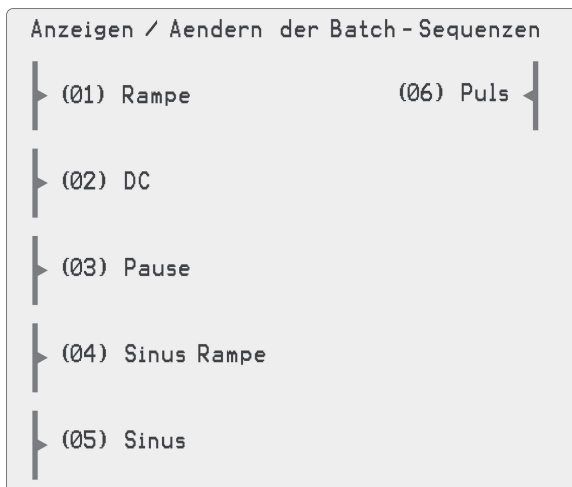 Anzeigen / Aendern der Batch-Sequenzen
(01) Rampe
(06) Puls
(02) DC
(03) Pause
(04) Sinus Rampe
(05) Sinus